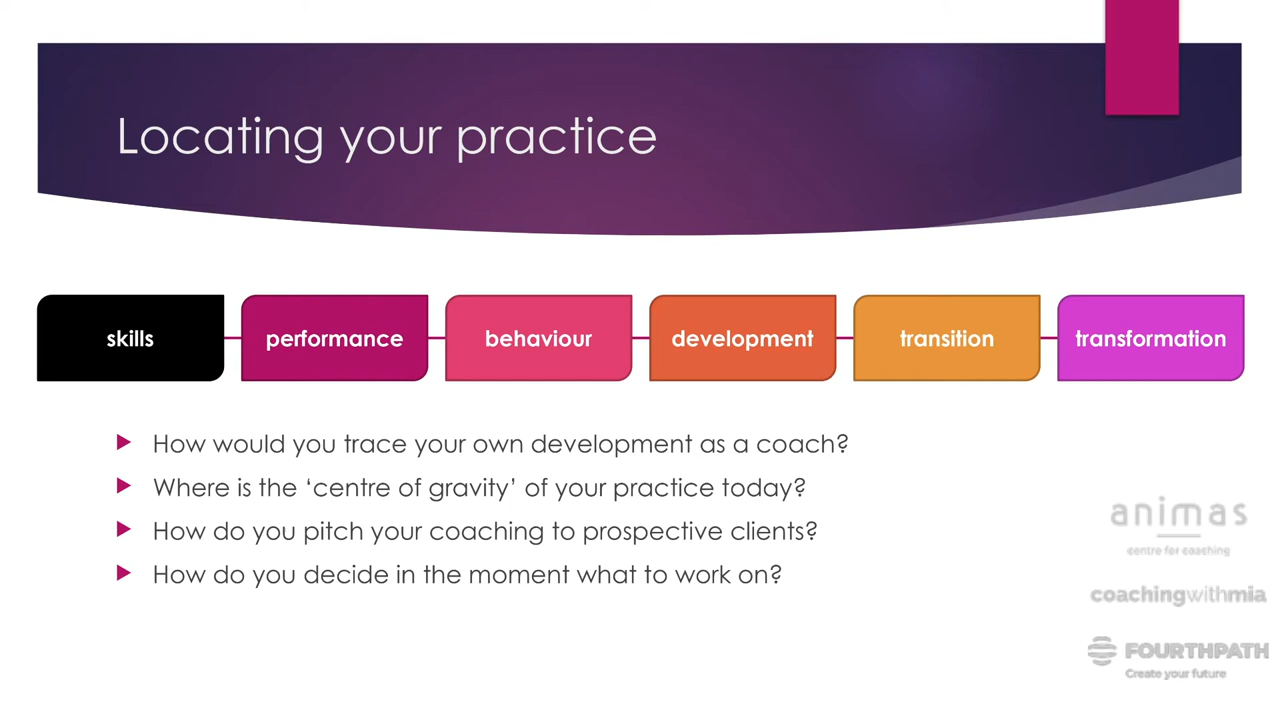 Locating your practice
skills
performance
behaviour
development
transition
transformation
How would you trace your own development as a coach?
Where is the ‘centre of gravity’ of your practice today?
How do you pitch your coaching to prospective clients?
How do you decide in the moment what to work on?
animas
centre for coaching
coachingwithmia
FOURTHPATH
Create your future